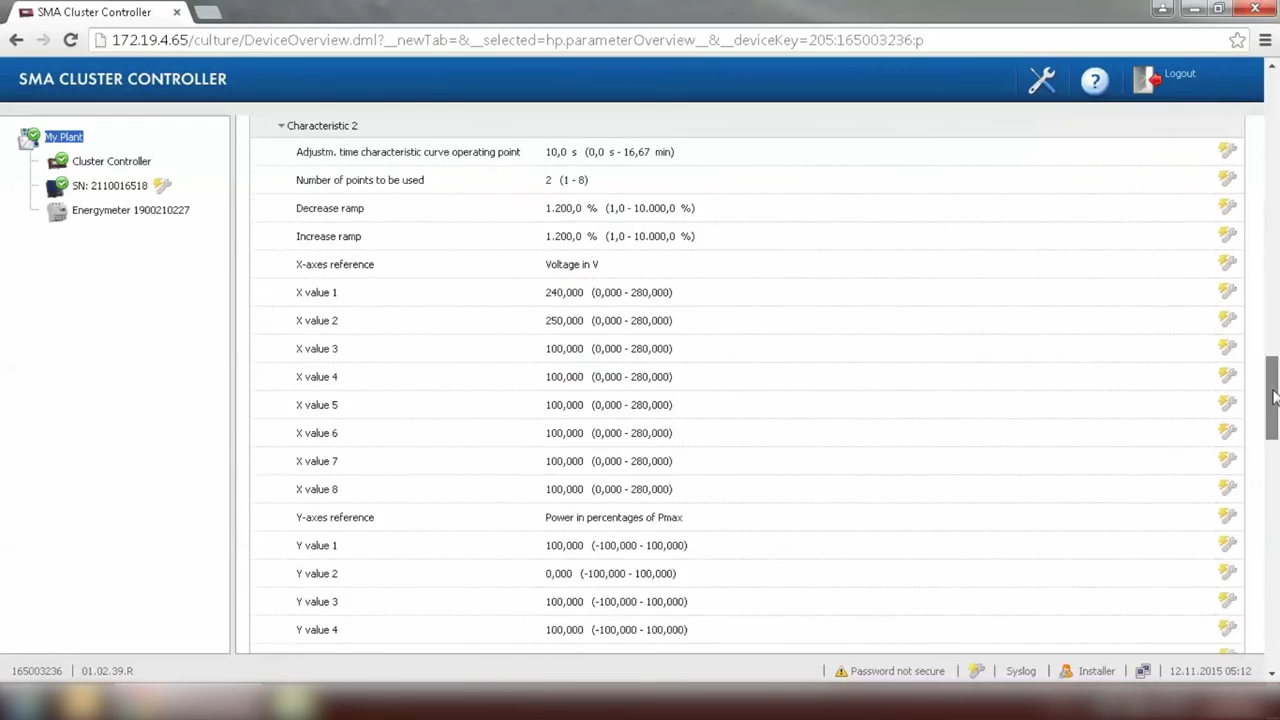 SMA Cluster Controller
172.19.4.65/culture/DeviceOverview.dml?__newTab=&__selected=hp.parameterOverview__&__deviceKey=205:165003236:p
SMA CLUSTER CONTROLLER
Logout
My Plant
Cluster Controller
SN: 2110016518
Energymeter 1900210227
Characteristic 2
Adjustm. time characteristic curve operating point 10,0 s (0,0 s - 16,67 min)
Number of points to be used 2 (1 - 8)
Decrease ramp 1.200,0 % (1,0 - 10.000,0 %)
Increase ramp 1.200,0 % (1,0 - 10.000,0 %)
X-axes reference Voltage in V
X value 1 240,000 (0,000 - 280,000)
X value 2 250,000 (0,000 - 280,000)
X value 3 100,000 (0,000 - 280,000)
X value 4 100,000 (0,000 - 280,000)
X value 5 100,000 (0,000 - 280,000)
X value 6 100,000 (0,000 - 280,000)
X value 7 100,000 (0,000 - 280,000)
X value 8 100,000 (0,000 - 280,000)
Y-axes reference Power in percentages of Pmax
Y value 1 100,000 (-100,000 - 100,000)
Y value 2 0,000 (-100,000 - 100,000)
Y value 3 100,000 (-100,000 - 100,000)
Y value 4 100,000 (-100,000 - 100,000)
165003236 | 01.02.39.R
Password not secure | Syslog | Installer | 12.11.2015 05:12